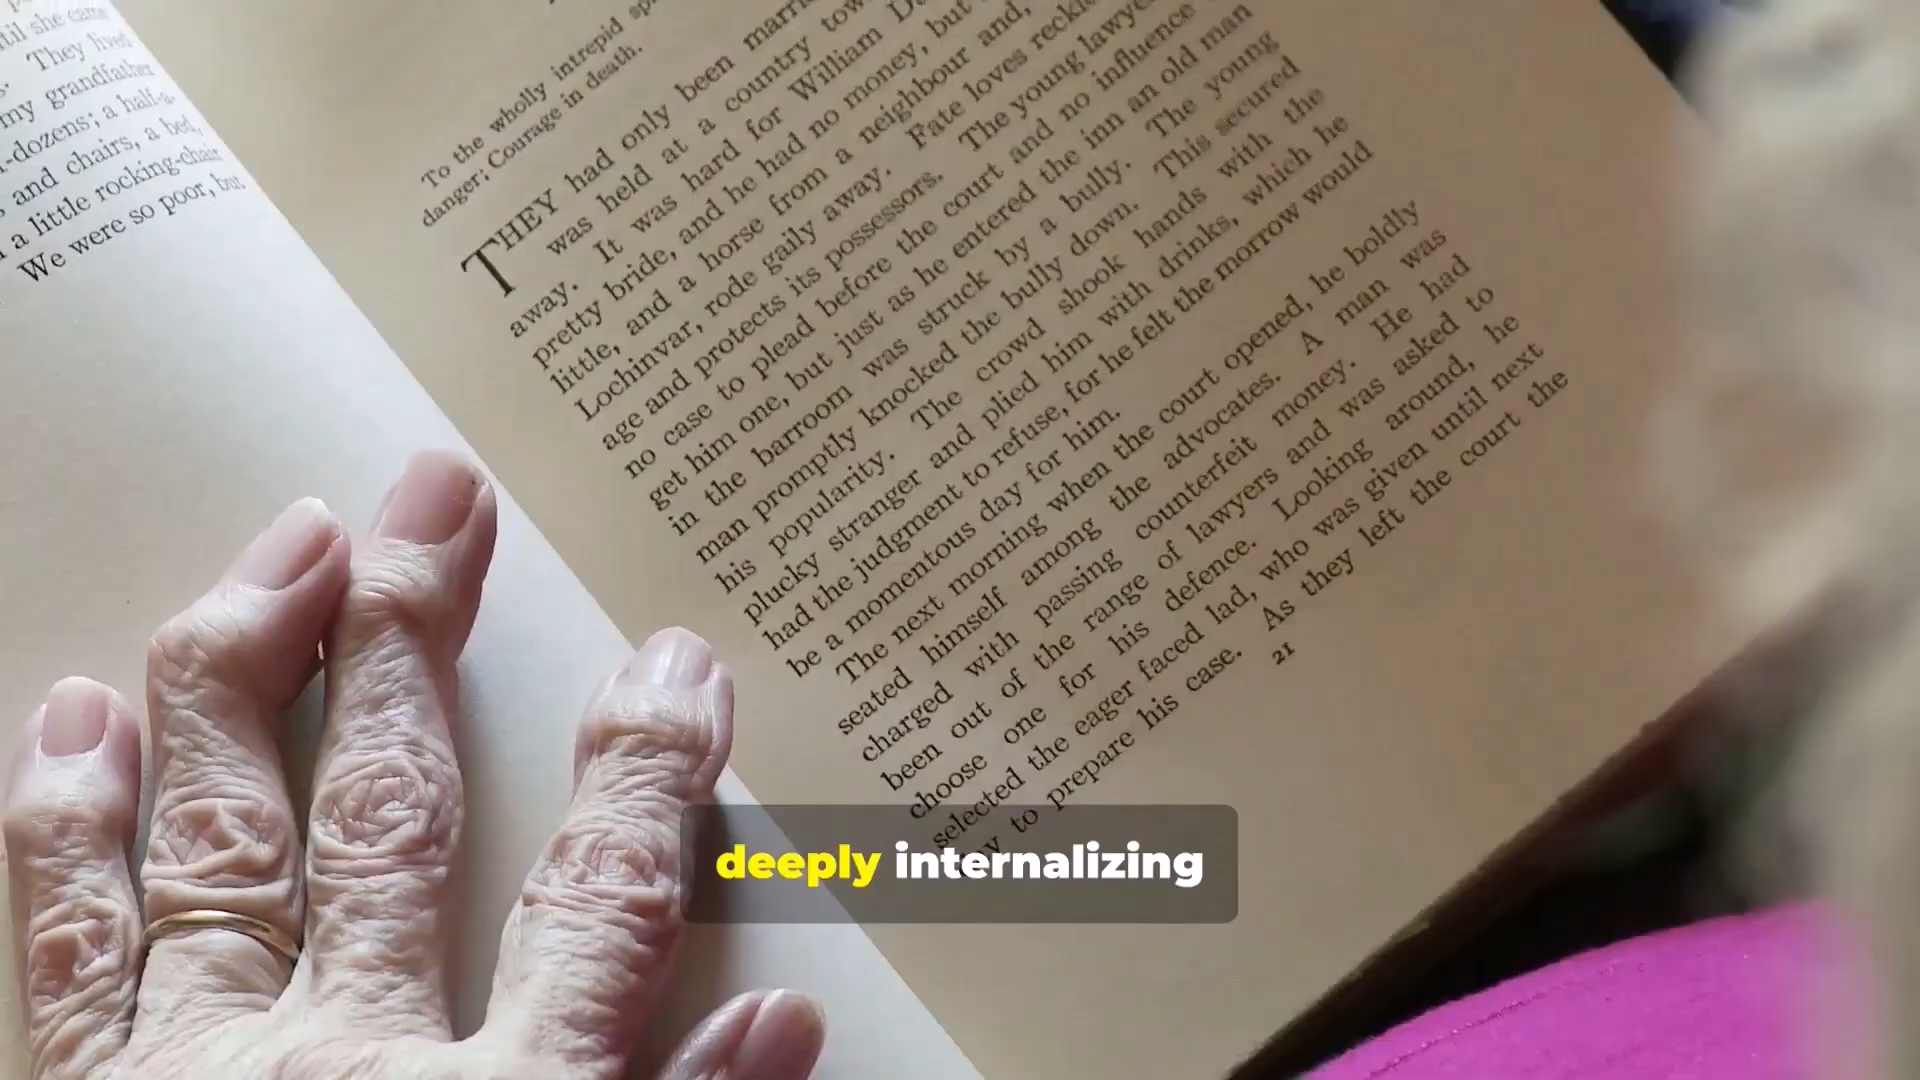 til she came
They lived
my grandfather
-dozens; a half-a-
and chairs, a bed,
a little rocking-chair
We were so poor, but
To the wholly intrepid
danger: Courage in death.
THEY had only been
was held at a country
away. It was hard for William
pretty bride, and he had no money, but
little, and a horse from a neighbour and,
Lochinvar, rode gaily away. Fate loves
age and protects its possessors. The young
no case to plead before the court and no influence
get him one, but just as he entered the inn an old man
in the barroom was struck by a bully. The young
man promptly knocked the bully down. This secured
his popularity. The crowd shook hands with the
plucky stranger and plied him with drinks, which he
had the judgment to refuse, for he felt the morrow would
be a momentous day for him.
The next morning when the court opened, he boldly
seated himself among the advocates. A man was
charged with passing counterfeit money. He had
been out of the range of lawyers and was asked to
choose one for his defence. Looking around, he
selected the eager faced lad, who was given until next
to prepare his case. As they left the court the
21
deeply internalizing